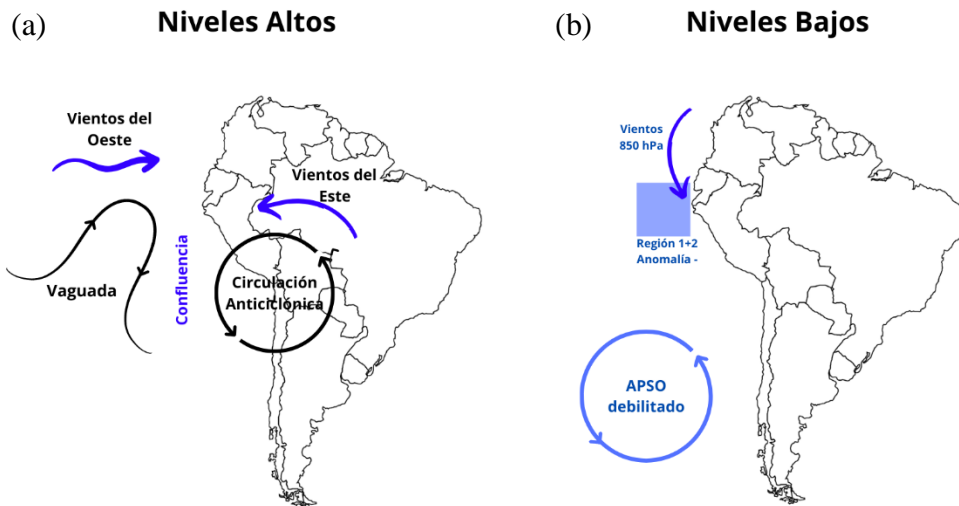 (a)
Niveles Altos
Vientos del
Oeste
Vientos del
Este
Vaguada
Confluencia
Circulación
Anticiclónica
(b)
Niveles Bajos
Vientos
850 hPa
Región 1+2
Anomalía -
APSO
debilitado